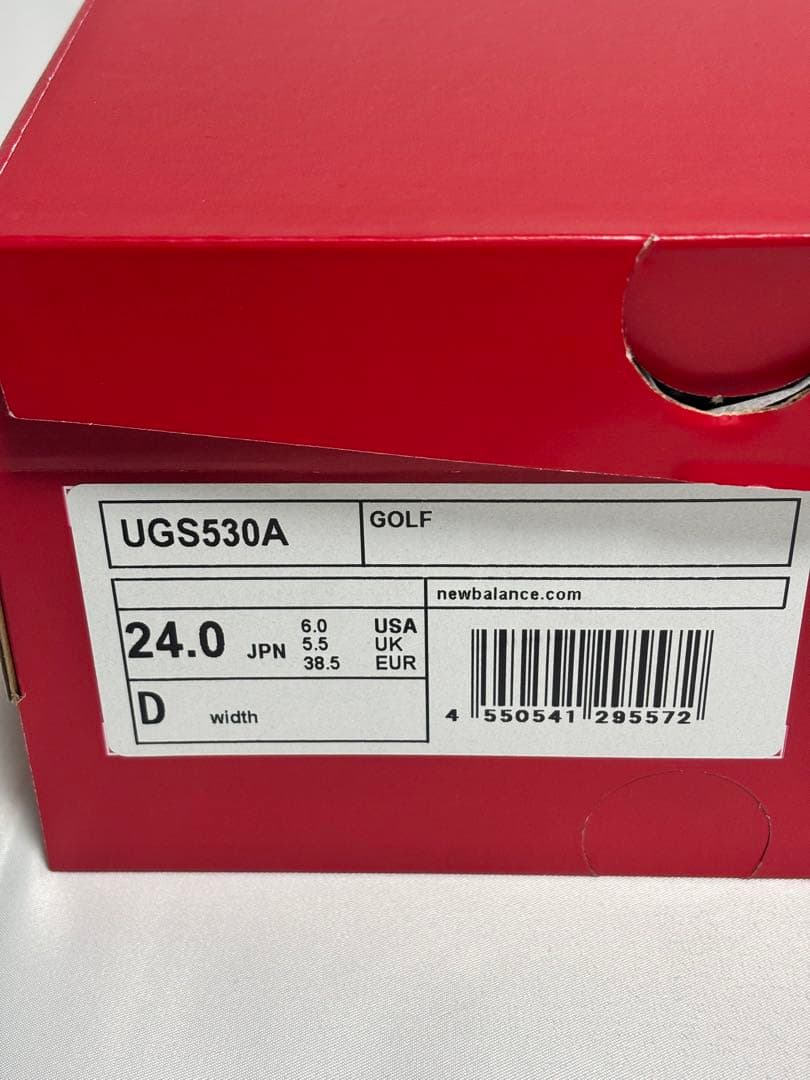 UGS530A
GOLF
newbalance.com
24.0 JPN
6.0 USA
5.5 UK
38.5 EUR
D width
4 550541 295572